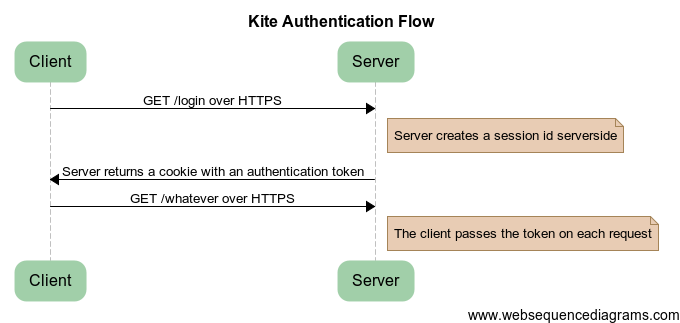 Kite Authentication Flow
Client
Server
GET /login over HTTPS
Server creates a session id serverside
Server returns a cookie with an authentication token
GET /whatever over HTTPS
The client passes the token on each request
Client
Server
www.websequencediagrams.com